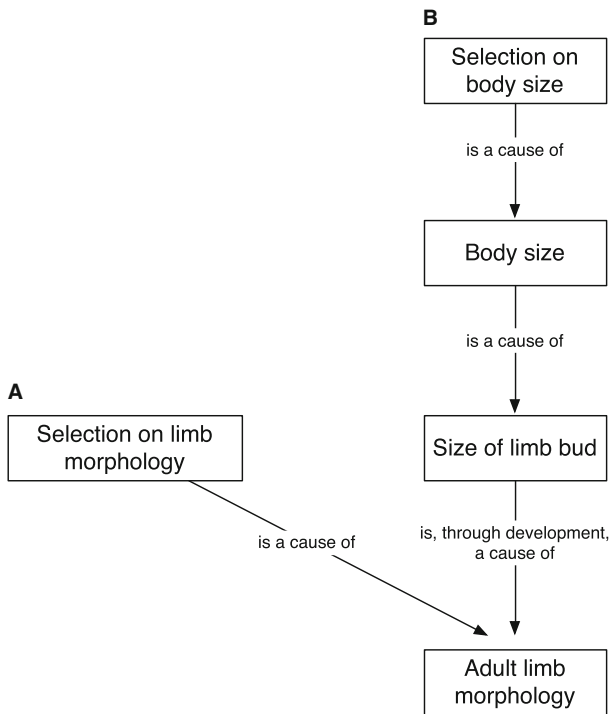 B
Selection on
body size
is a cause of
Body size
is a cause of
A
Selection on limb
morphology
Size of limb bud
is a cause of
is, through development,
a cause of
Adult limb
morphology